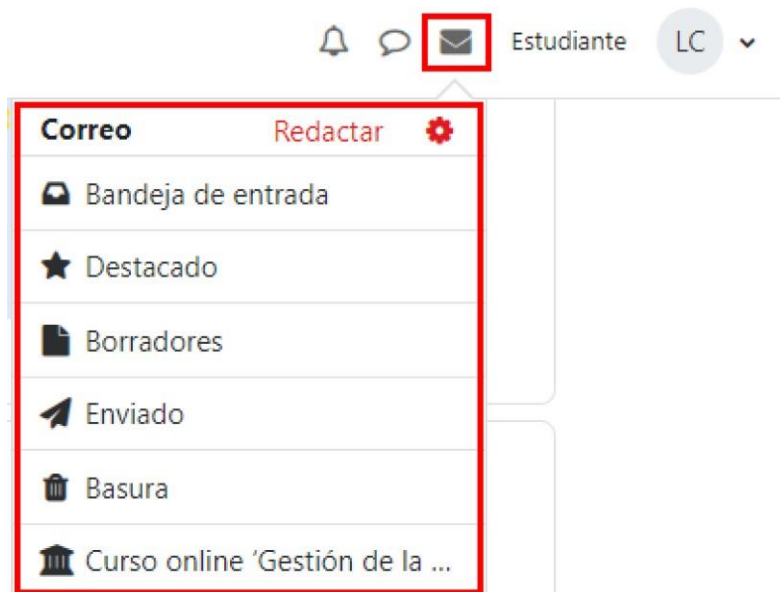 Estudiante LC
Correo Redactar
Bandeja de entrada
Destacado
Borradores
Enviado
Basura
Curso online ‘Gestión de la ...